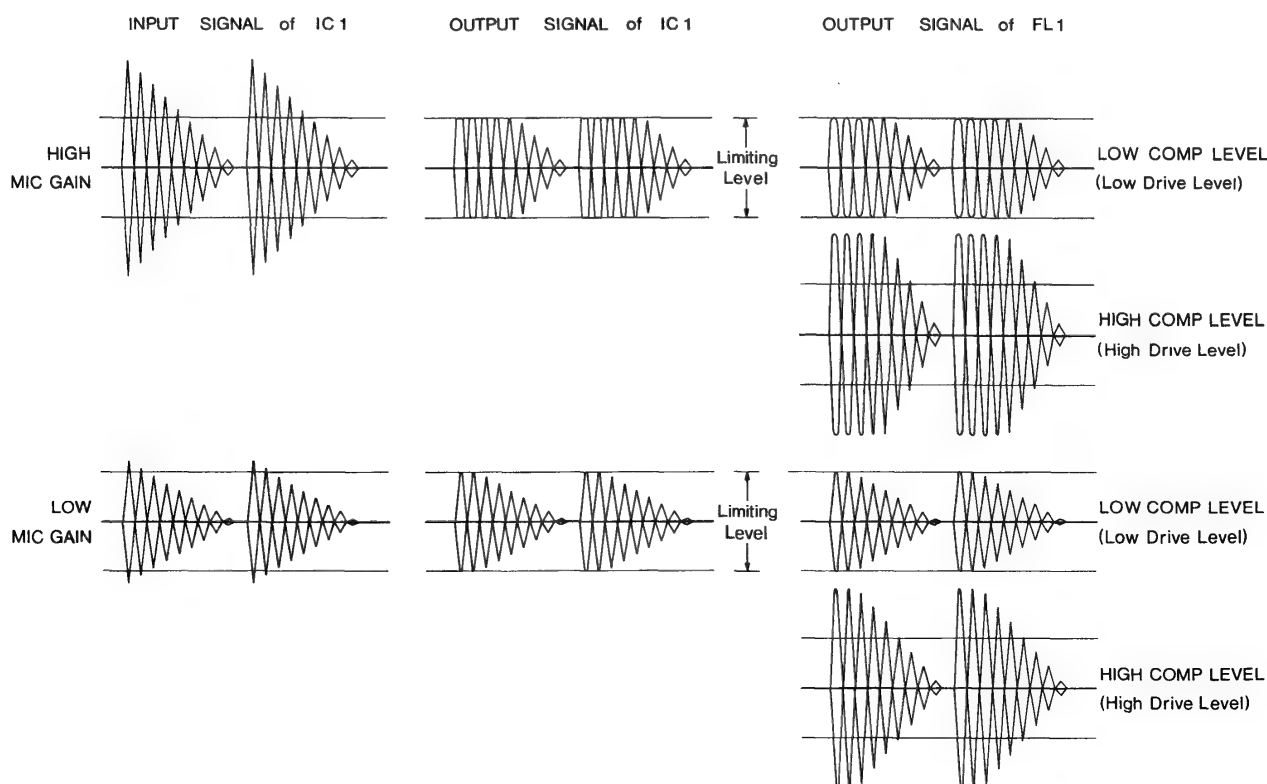 INPUT SIGNAL of IC 1
OUTPUT SIGNAL of IC 1
OUTPUT SIGNAL of FL 1
HIGH
MIC GAIN
Limiting
Level
LOW COMP LEVEL
(Low Drive Level)
HIGH COMP LEVEL
(High Drive Level)
LOW
MIC GAIN
Limiting
Level
LOW COMP LEVEL
(Low Drive Level)
HIGH COMP LEVEL
(High Drive Level)